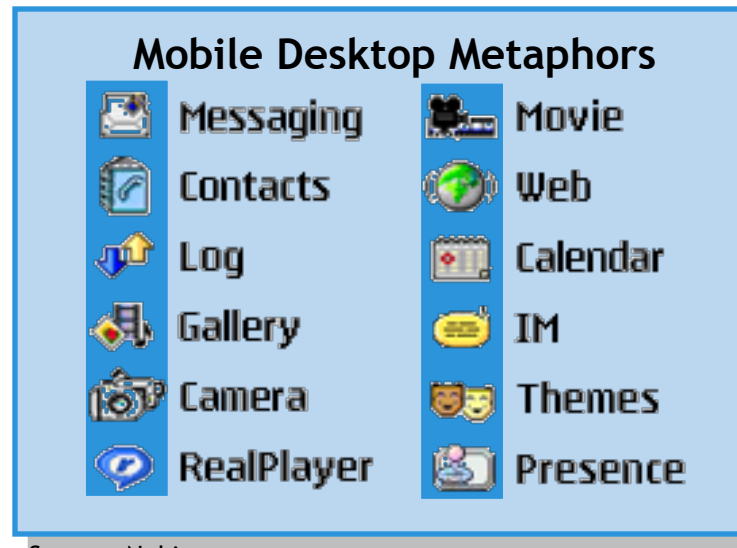 Mobile Desktop Metaphors
Messaging
Contacts
Log
Gallery
Camera
RealPlayer
Movie
Web
Calendar
IM
Themes
Presence